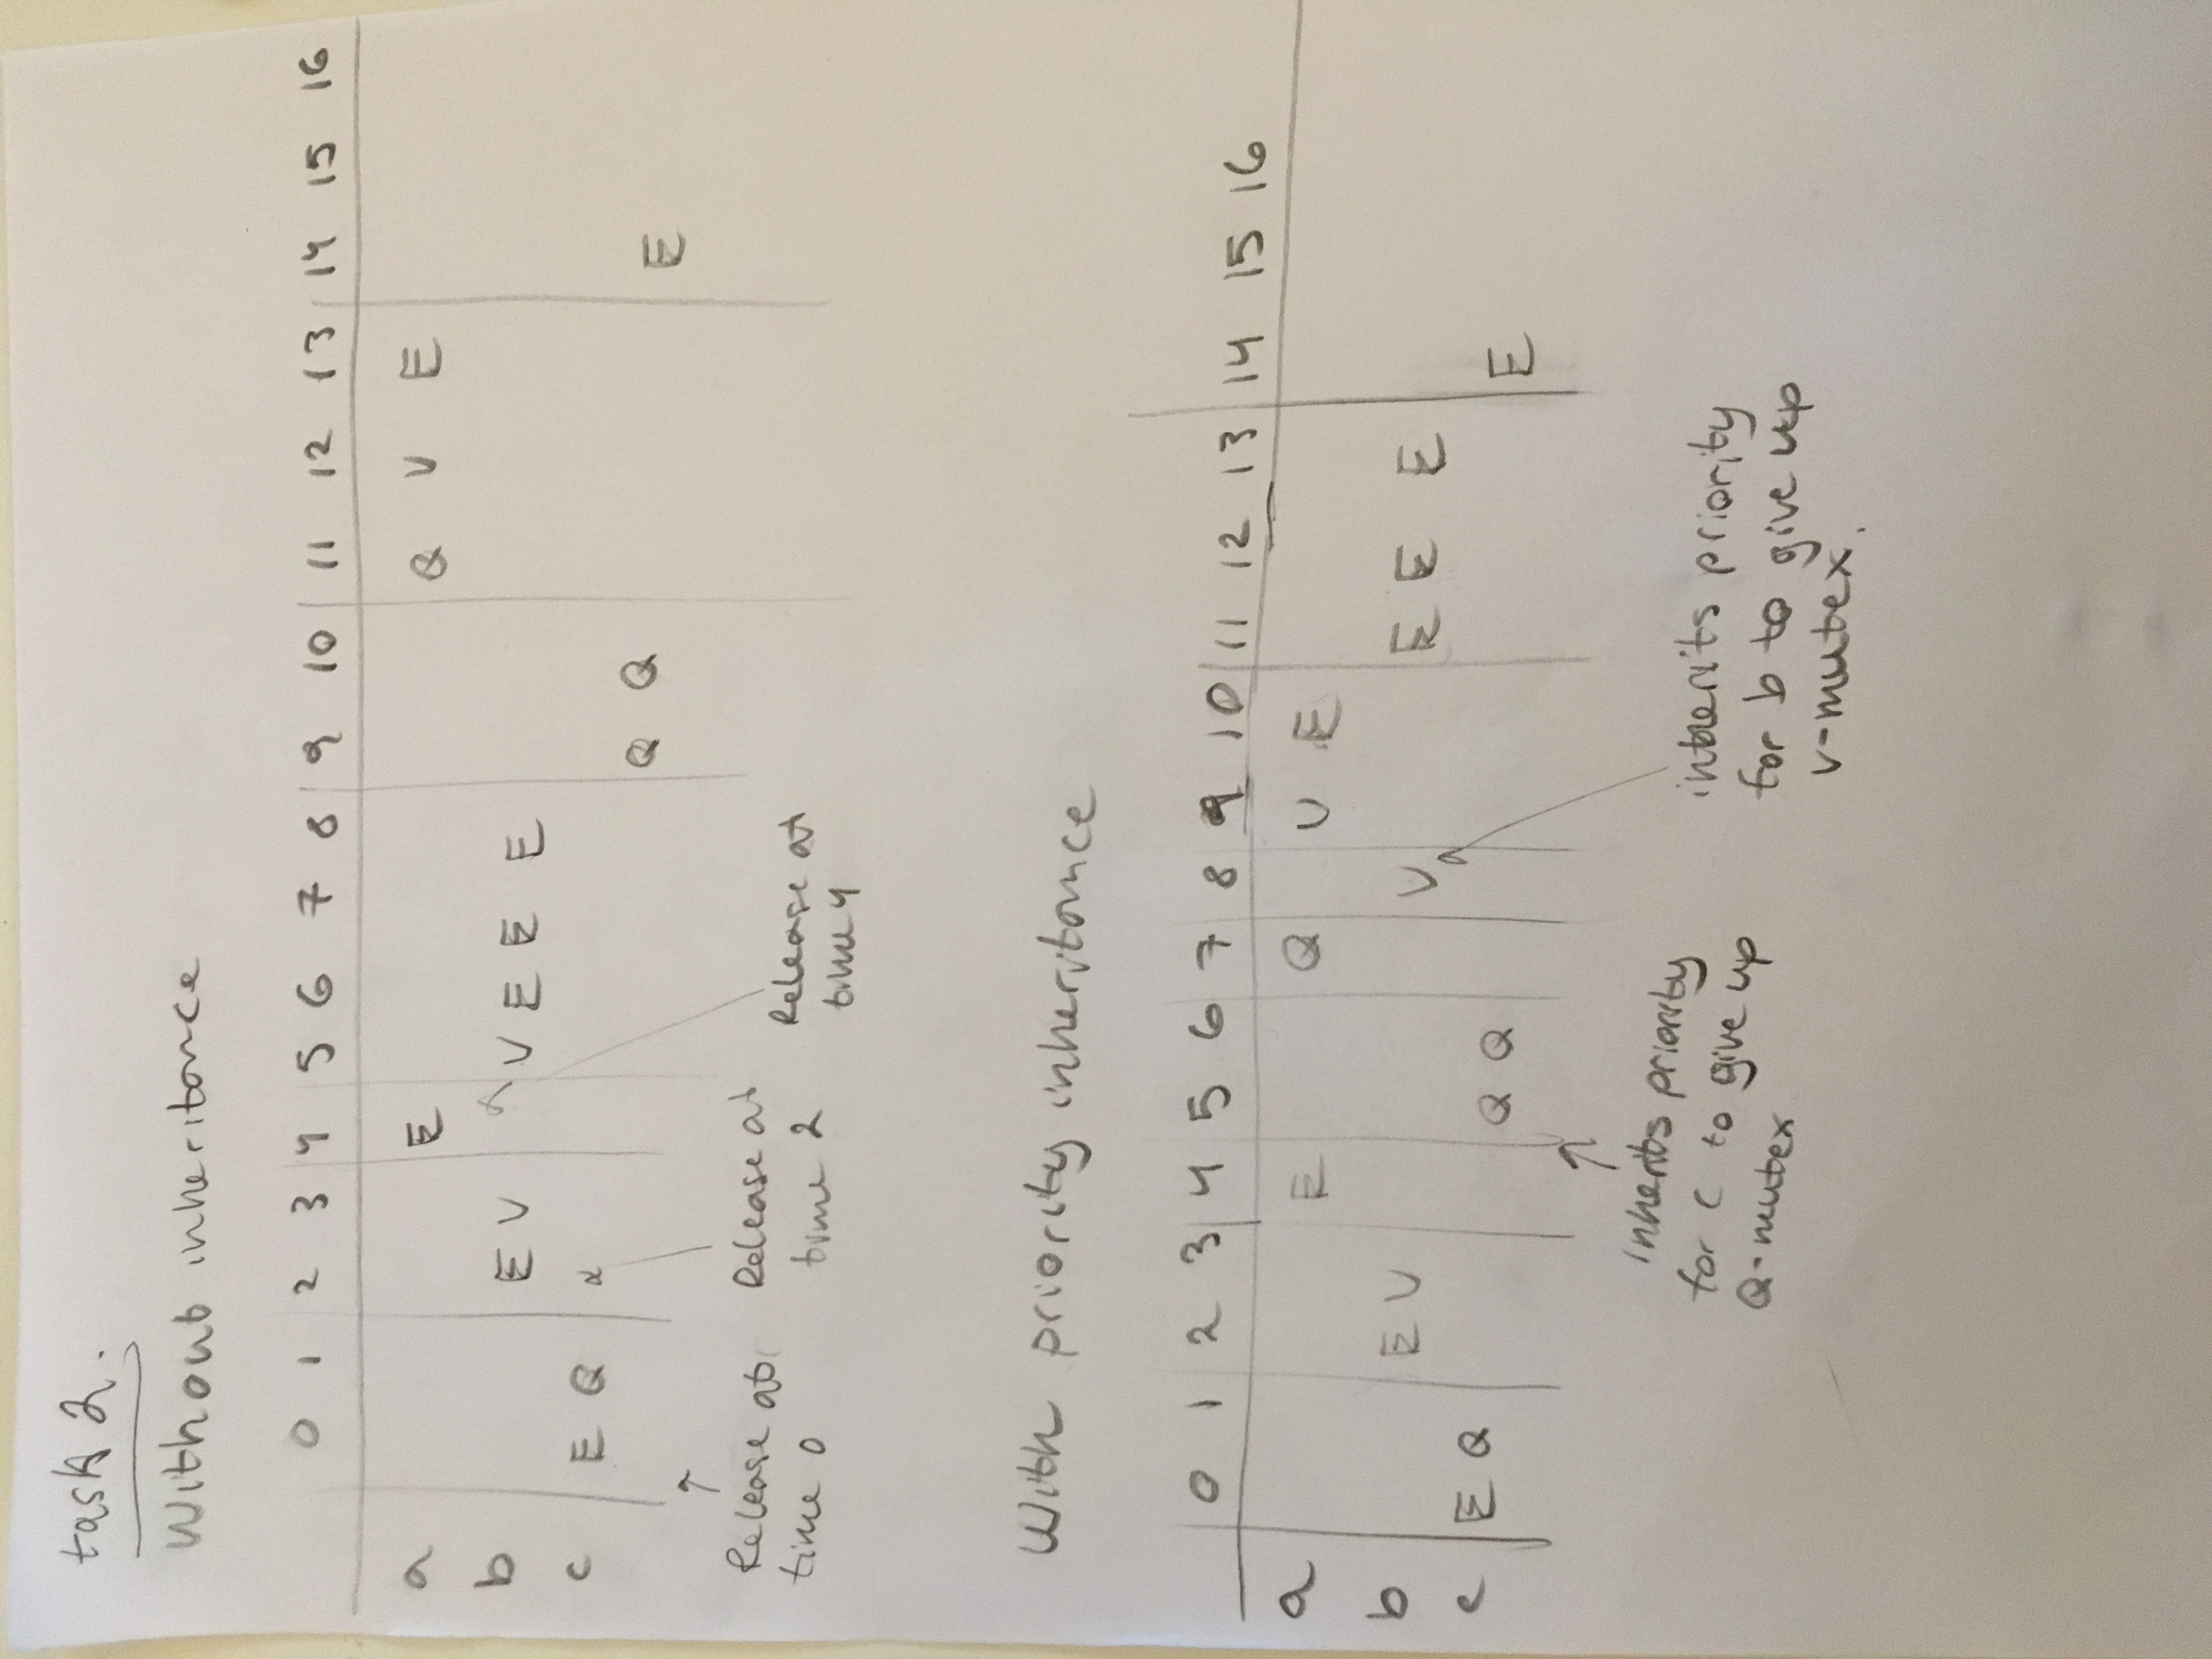 task 2.
Without inheritance
0 1 2 3 4 5 6 7 8 9 10 11 12 13 14 15 16
a E Q V E
b E V V E E E
c E Q Q Q E
Release at time 0
Release at time 2
Release at time 4
With priority inheritance
0 1 2 3 4 5 6 7 8 9 10 11 12 13 14 15 16
a E Q V E
b E V V E E E
c E Q Q Q E
Inherits priority
for c to give up
Q-mutex
inherits priority
for b to give up
v-mutex.